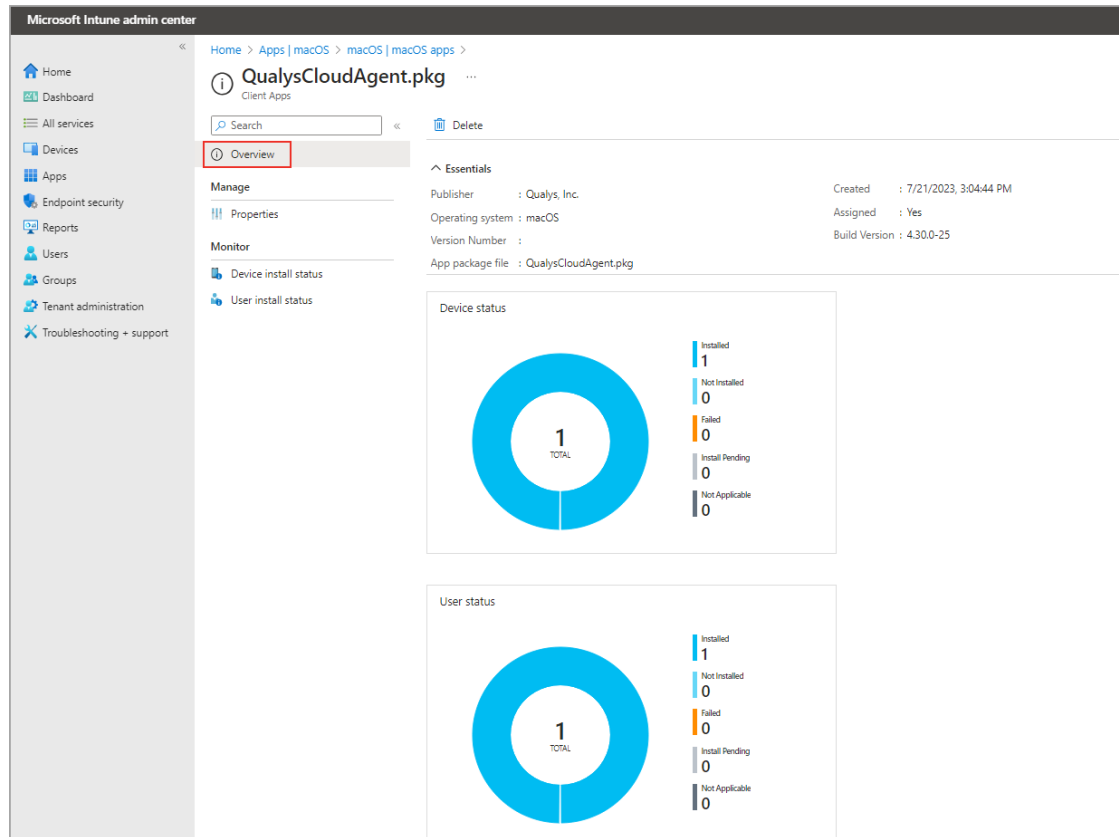 Microsoft Intune admin center
«
Home
Dashboard
All services
Devices
Apps
Endpoint security
Reports
Users
Groups
Tenant administration
Troubleshooting + support
Home > Apps | macOS > macOS | macOS apps >
QualysCloudAgent.pkg ...
Client Apps
Search «
Overview
Manage
Properties
Monitor
Device install status
User install status
Delete
Essentials
Publisher : Qualys, Inc.
Operating system : macOS
Version Number :
App package file : QualysCloudAgent.pkg
Created : 7/21/2023, 3:04:44 PM
Assigned : Yes
Build Version : 4.30.0-25
Device status
1
TOTAL
Installed
1
Not Installed
0
Failed
0
Install Pending
0
Not Applicable
0
User status
1
TOTAL
Installed
1
Not Installed
0
Failed
0
Install Pending
0
Not Applicable
0